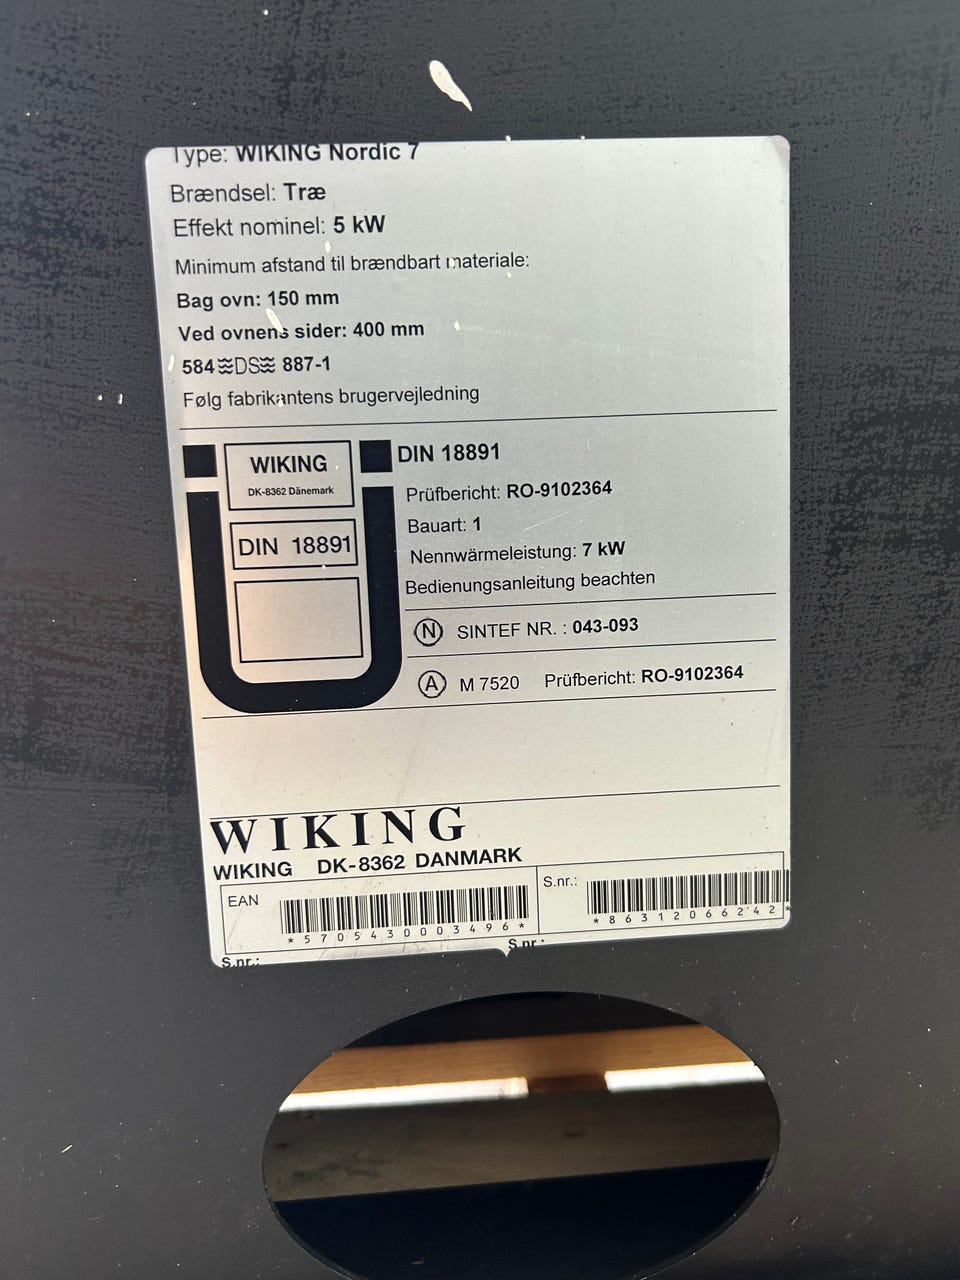 Type: WIKING Nordic 7
Brændsel: Træ
Effekt nominel: 5 kW
Minimum afstand til brændbart materiale:
Bag ovn: 150 mm
Ved ovnens sider: 400 mm
584 DS 887-1
Følg fabrikantens brugervejledning
WIKING
DK-8362 Dänemark
DIN 18891
DIN 18891
Prüfbericht: RO-9102364
Bauart: 1
Nennwärmeleistung: 7 kW
Bedienungsanleitung beachten
N SINTEF NR. : 043-093
A M 7520 Prüfbericht: RO-9102364
WIKING
WIKING DK-8362 DANMARK
EAN
*5705430003496*
S.nr.:
*86312066242*
S.nr.:
S.nr.: